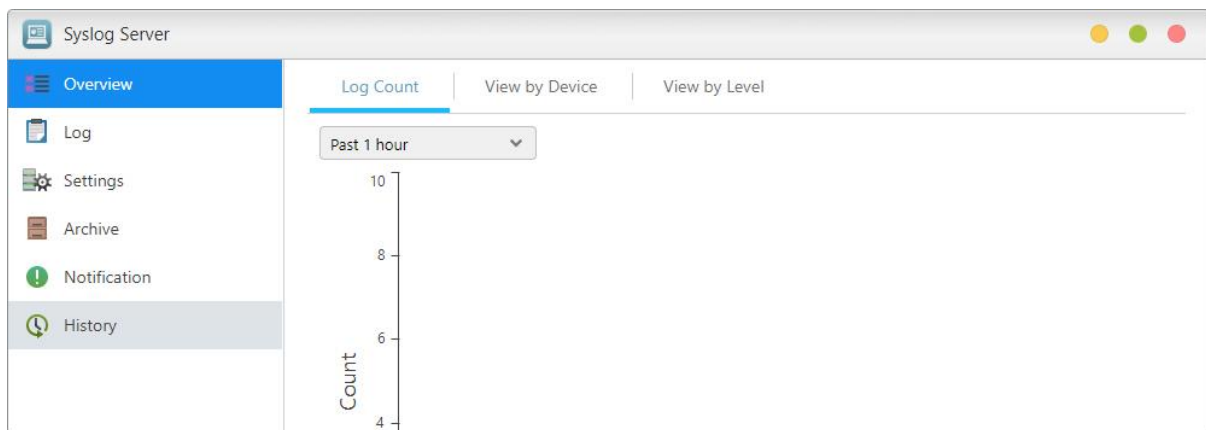 Syslog Server
Overview
Log
Settings
Archive
Notification
History
Log Count
View by Device
View by Level
Past 1 hour
10
8
6
4
Count